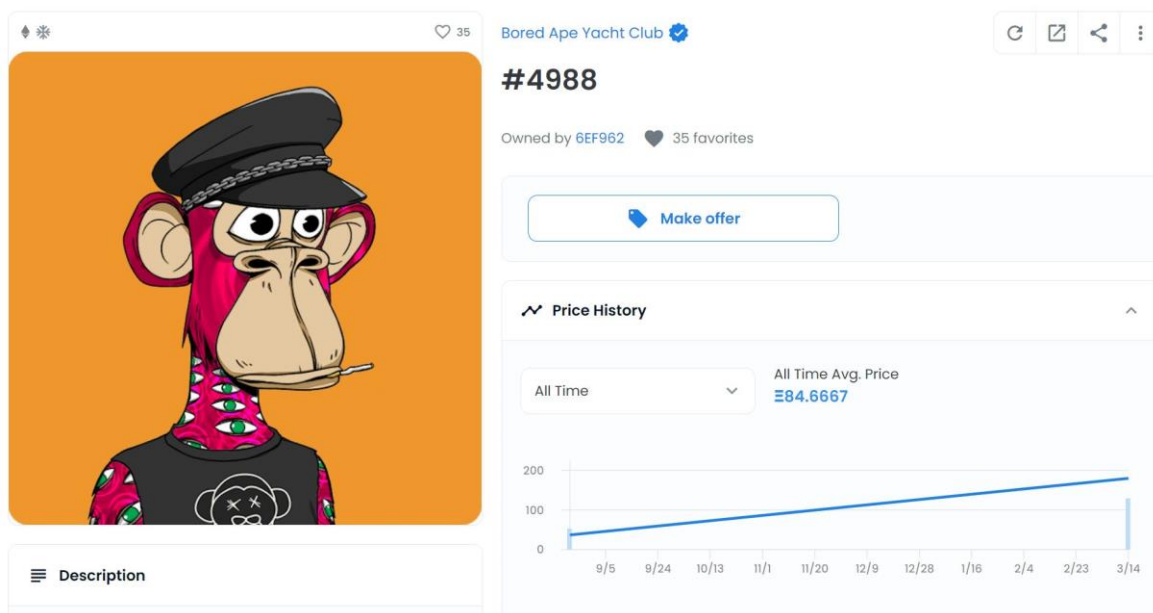 35
Bored Ape Yacht Club
#4988
Owned by 6EF962 35 favorites
Make offer
Price History
All Time
All Time Avg. Price
Ξ84.6667
200
100
0
9/5 9/24 10/13 11/1 11/20 12/9 12/28 1/16 2/4 2/23 3/14
Description